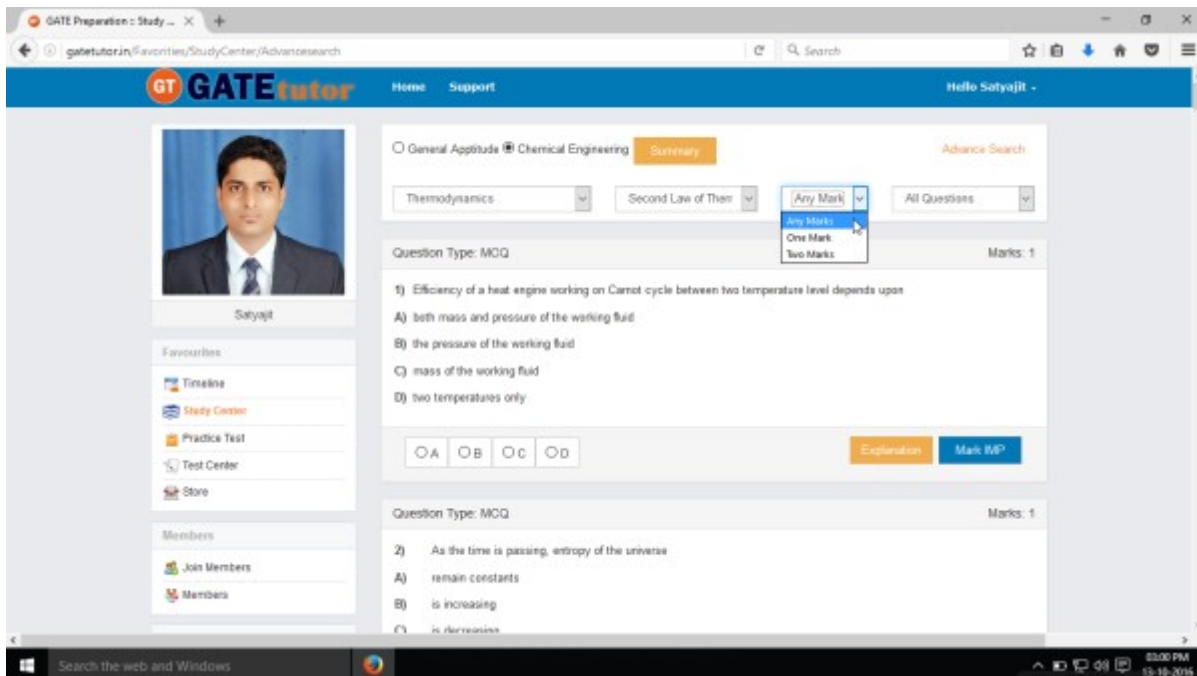 GATE Preparation :: Study ...
gatetutor.in/Favorities/StudyCenter/Advancesearch
Search
GT GATEtutor
Home Support
Hello Satyajit
General Apptitude Chemical Engineering Summary
Advance Search
Thermodynamics
Second Law of Ther
Any Mark
All Questions
Any Marks
One Mark
Two Marks
Satyajit
Favourites
Timeline
Study Center
Practice Test
Test Center
Store
Members
Join Members
Members
Question Type: MCQ
Marks: 1
1) Efficiency of a heat engine working on Carnot cycle between two temperature level depends upon
A) both mass and pressure of the working fluid
B) the pressure of the working fluid
C) mass of the working fluid
D) two temperatures only
A B C D
Explanation
Mark IMP
Question Type: MCQ
Marks: 1
2) As the time is passing, entropy of the universe
A) remain constants
B) is increasing
C) is decreasing
Search the web and Windows
03:00 PM
13-10-2016